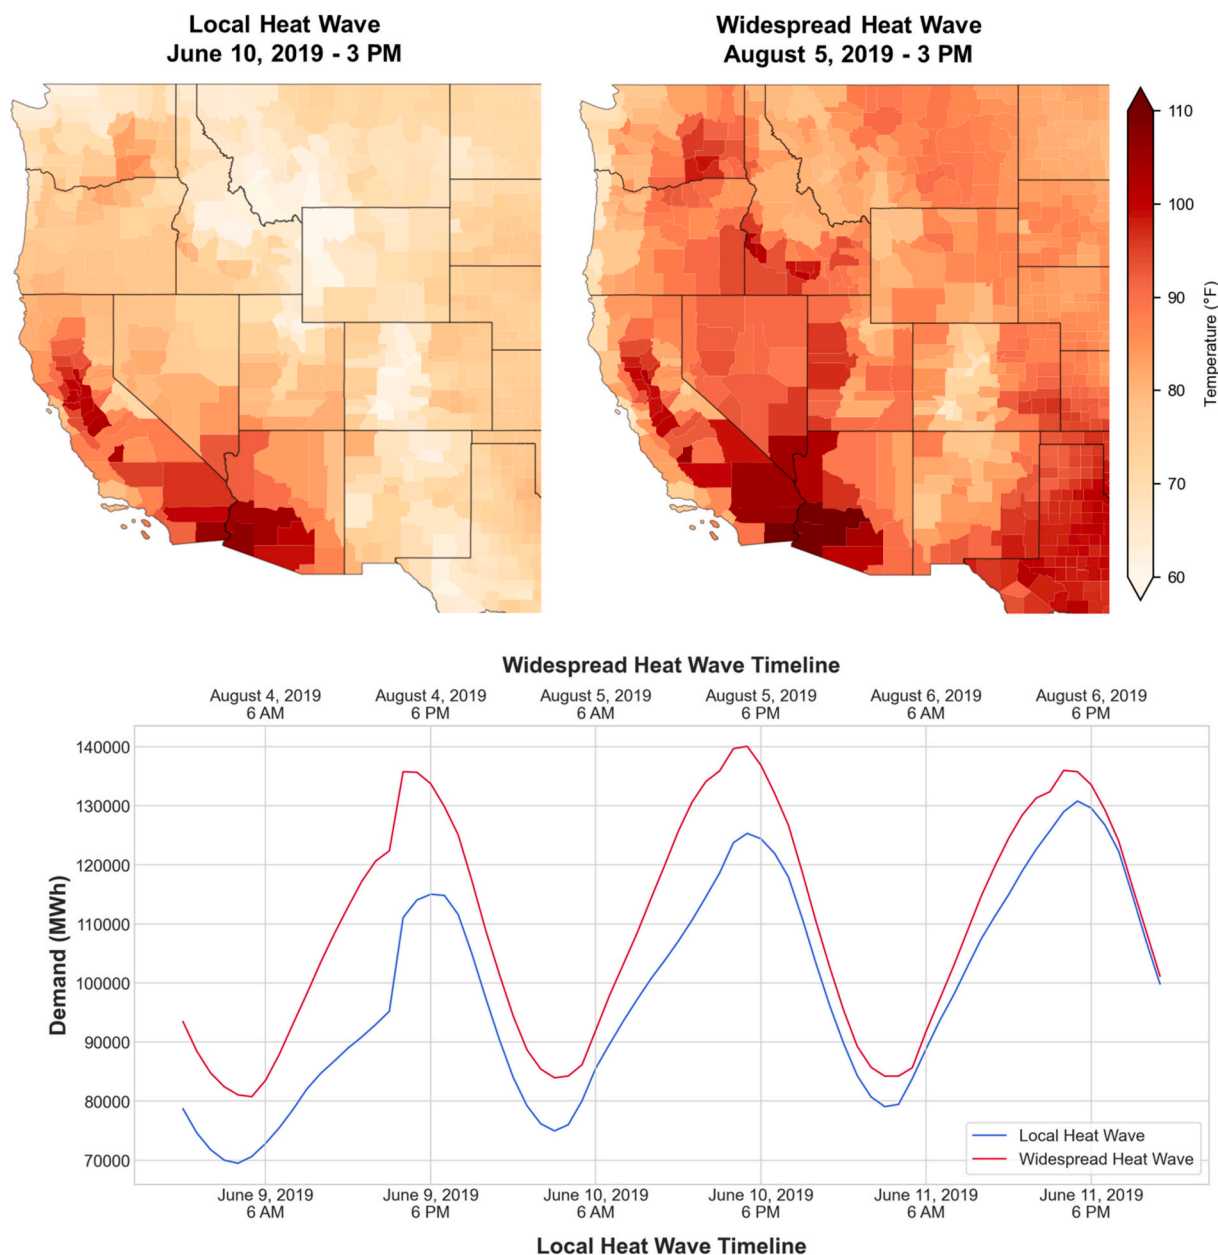 Local Heat Wave
June 10, 2019 - 3 PM
Widespread Heat Wave
August 5, 2019 - 3 PM
110
100
90
80
70
60
Temperature (°F)
Widespread Heat Wave Timeline
August 4, 2019
6 AM
August 4, 2019
6 PM
August 5, 2019
6 AM
August 5, 2019
6 PM
August 6, 2019
6 AM
August 6, 2019
6 PM
140000
130000
120000
110000
100000
90000
80000
70000
Demand (MWh)
Local Heat Wave
Widespread Heat Wave
June 9, 2019
6 AM
June 9, 2019
6 PM
June 10, 2019
6 AM
June 10, 2019
6 PM
June 11, 2019
6 AM
June 11, 2019
6 PM
Local Heat Wave Timeline